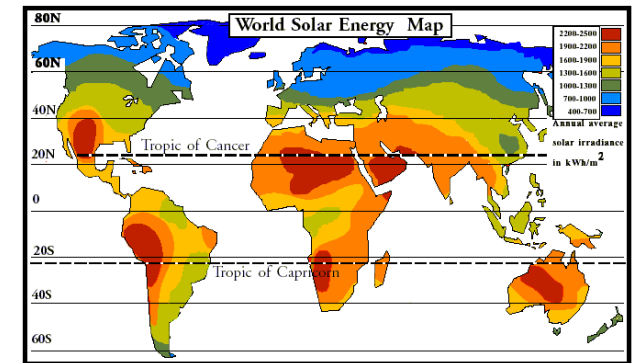 World Solar Energy Map
80N
60N
40N
20N
0
20S
40S
60S
Tropic of Cancer
Tropic of Capricorn
2200-2500
1900-2200
1600-1900
1300-1600
1000-1300
700-1000
400-700
Annual average
solar irradiance
in kWh/m2